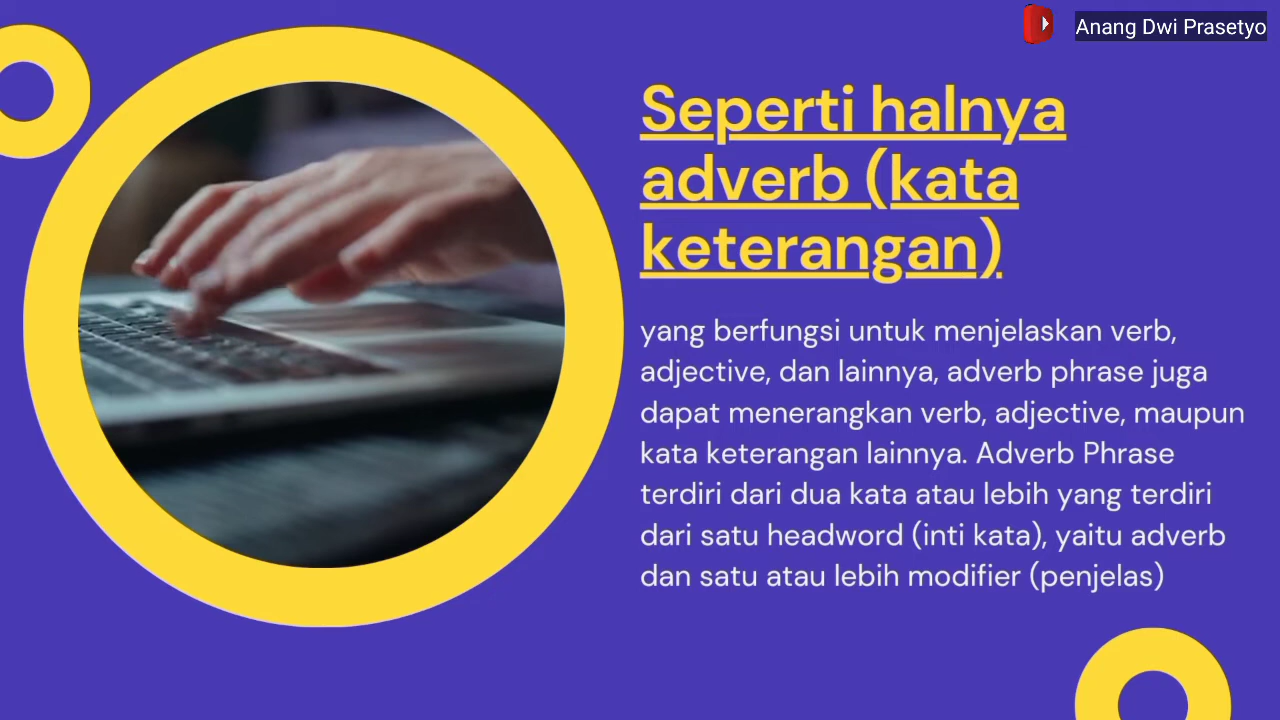 Anang Dwi Prasetyo
Seperti halnya
adverb (kata
keterangan)
yang berfungsi untuk menjelaskan verb,
adjective, dan lainnya, adverb phrase juga
dapat menerangkan verb, adjective, maupun
kata keterangan lainnya. Adverb Phrase
terdiri dari dua kata atau lebih yang terdiri
dari satu headword (inti kata), yaitu adverb
dan satu atau lebih modifier (penjelas)